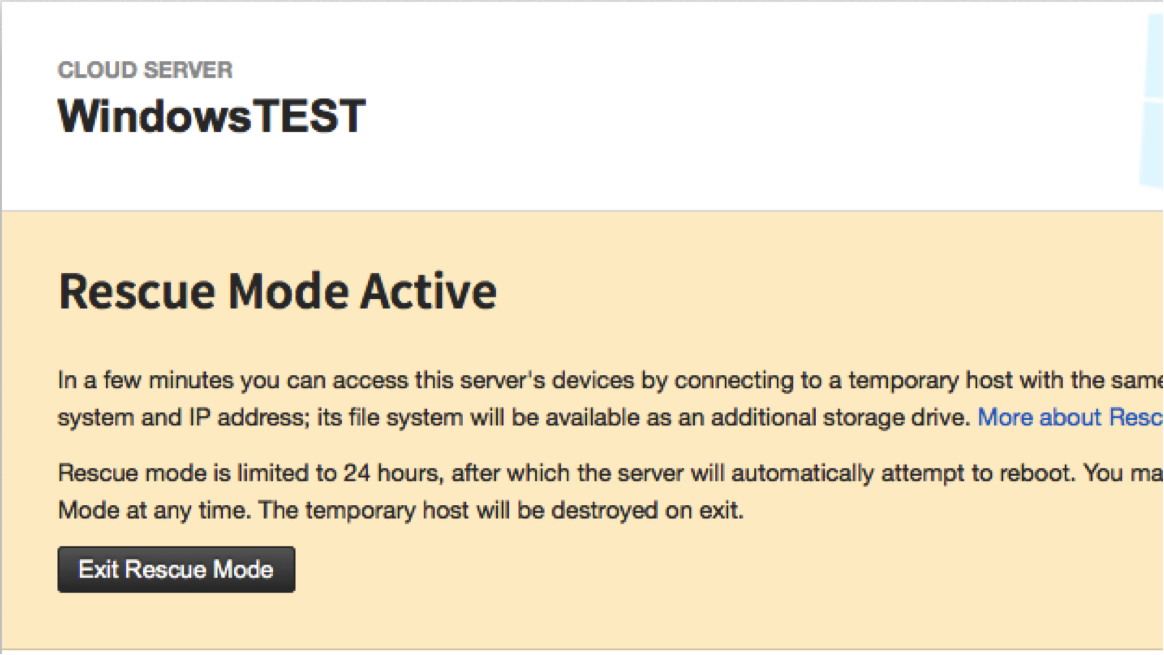 CLOUD SERVER
WindowsTEST
Rescue Mode Active
In a few minutes you can access this server's devices by connecting to a temporary host with the same
system and IP address; its file system will be available as an additional storage drive. More about Resc
Rescue mode is limited to 24 hours, after which the server will automatically attempt to reboot. You ma
Mode at any time. The temporary host will be destroyed on exit.
Exit Rescue Mode